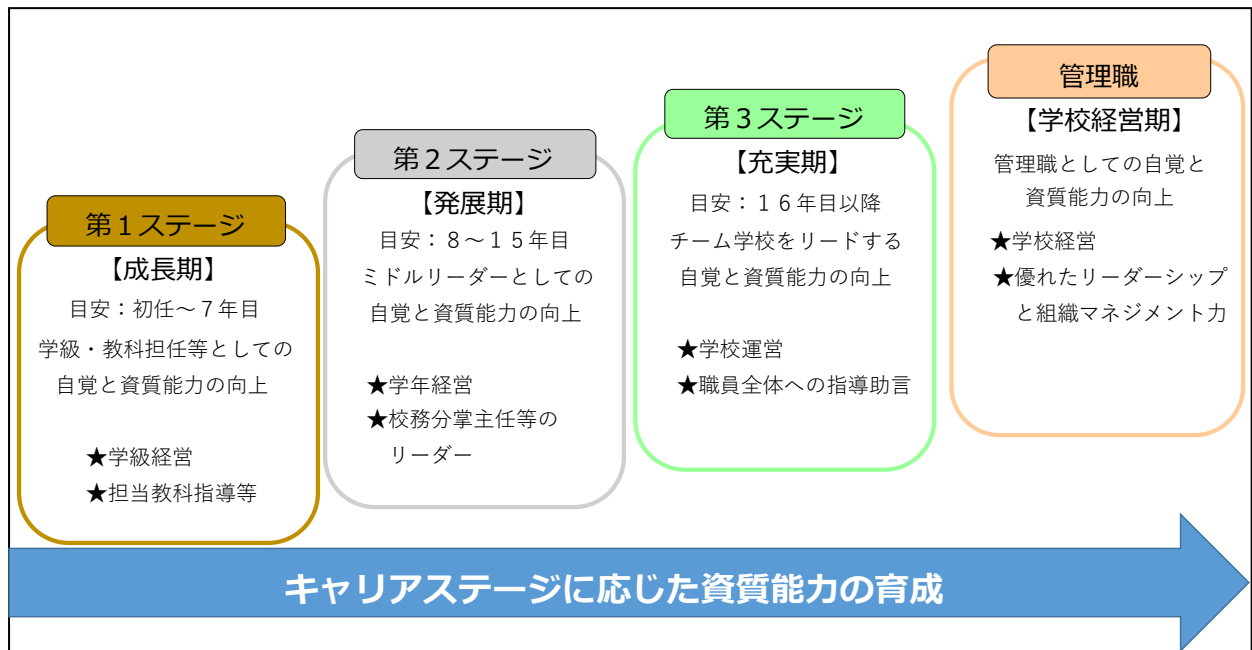 第１ステージ
【成長期】
目安：初任～７年目
学級・教科担任等としての
自覚と資質能力の向上
★学級経営
★担当教科指導等
第２ステージ
【発展期】
目安：８～１５年目
ミドルリーダーとしての
自覚と資質能力の向上
★学年経営
★校務分掌主任等の
リーダー
第３ステージ
【充実期】
目安：１６年目以降
チーム学校をリードする
自覚と資質能力の向上
★学校運営
★職員全体への指導助言
管理職
【学校経営期】
管理職としての自覚と
資質能力の向上
★学校経営
★優れたリーダーシップ
と組織マネジメント力
キャリアステージに応じた資質能力の育成